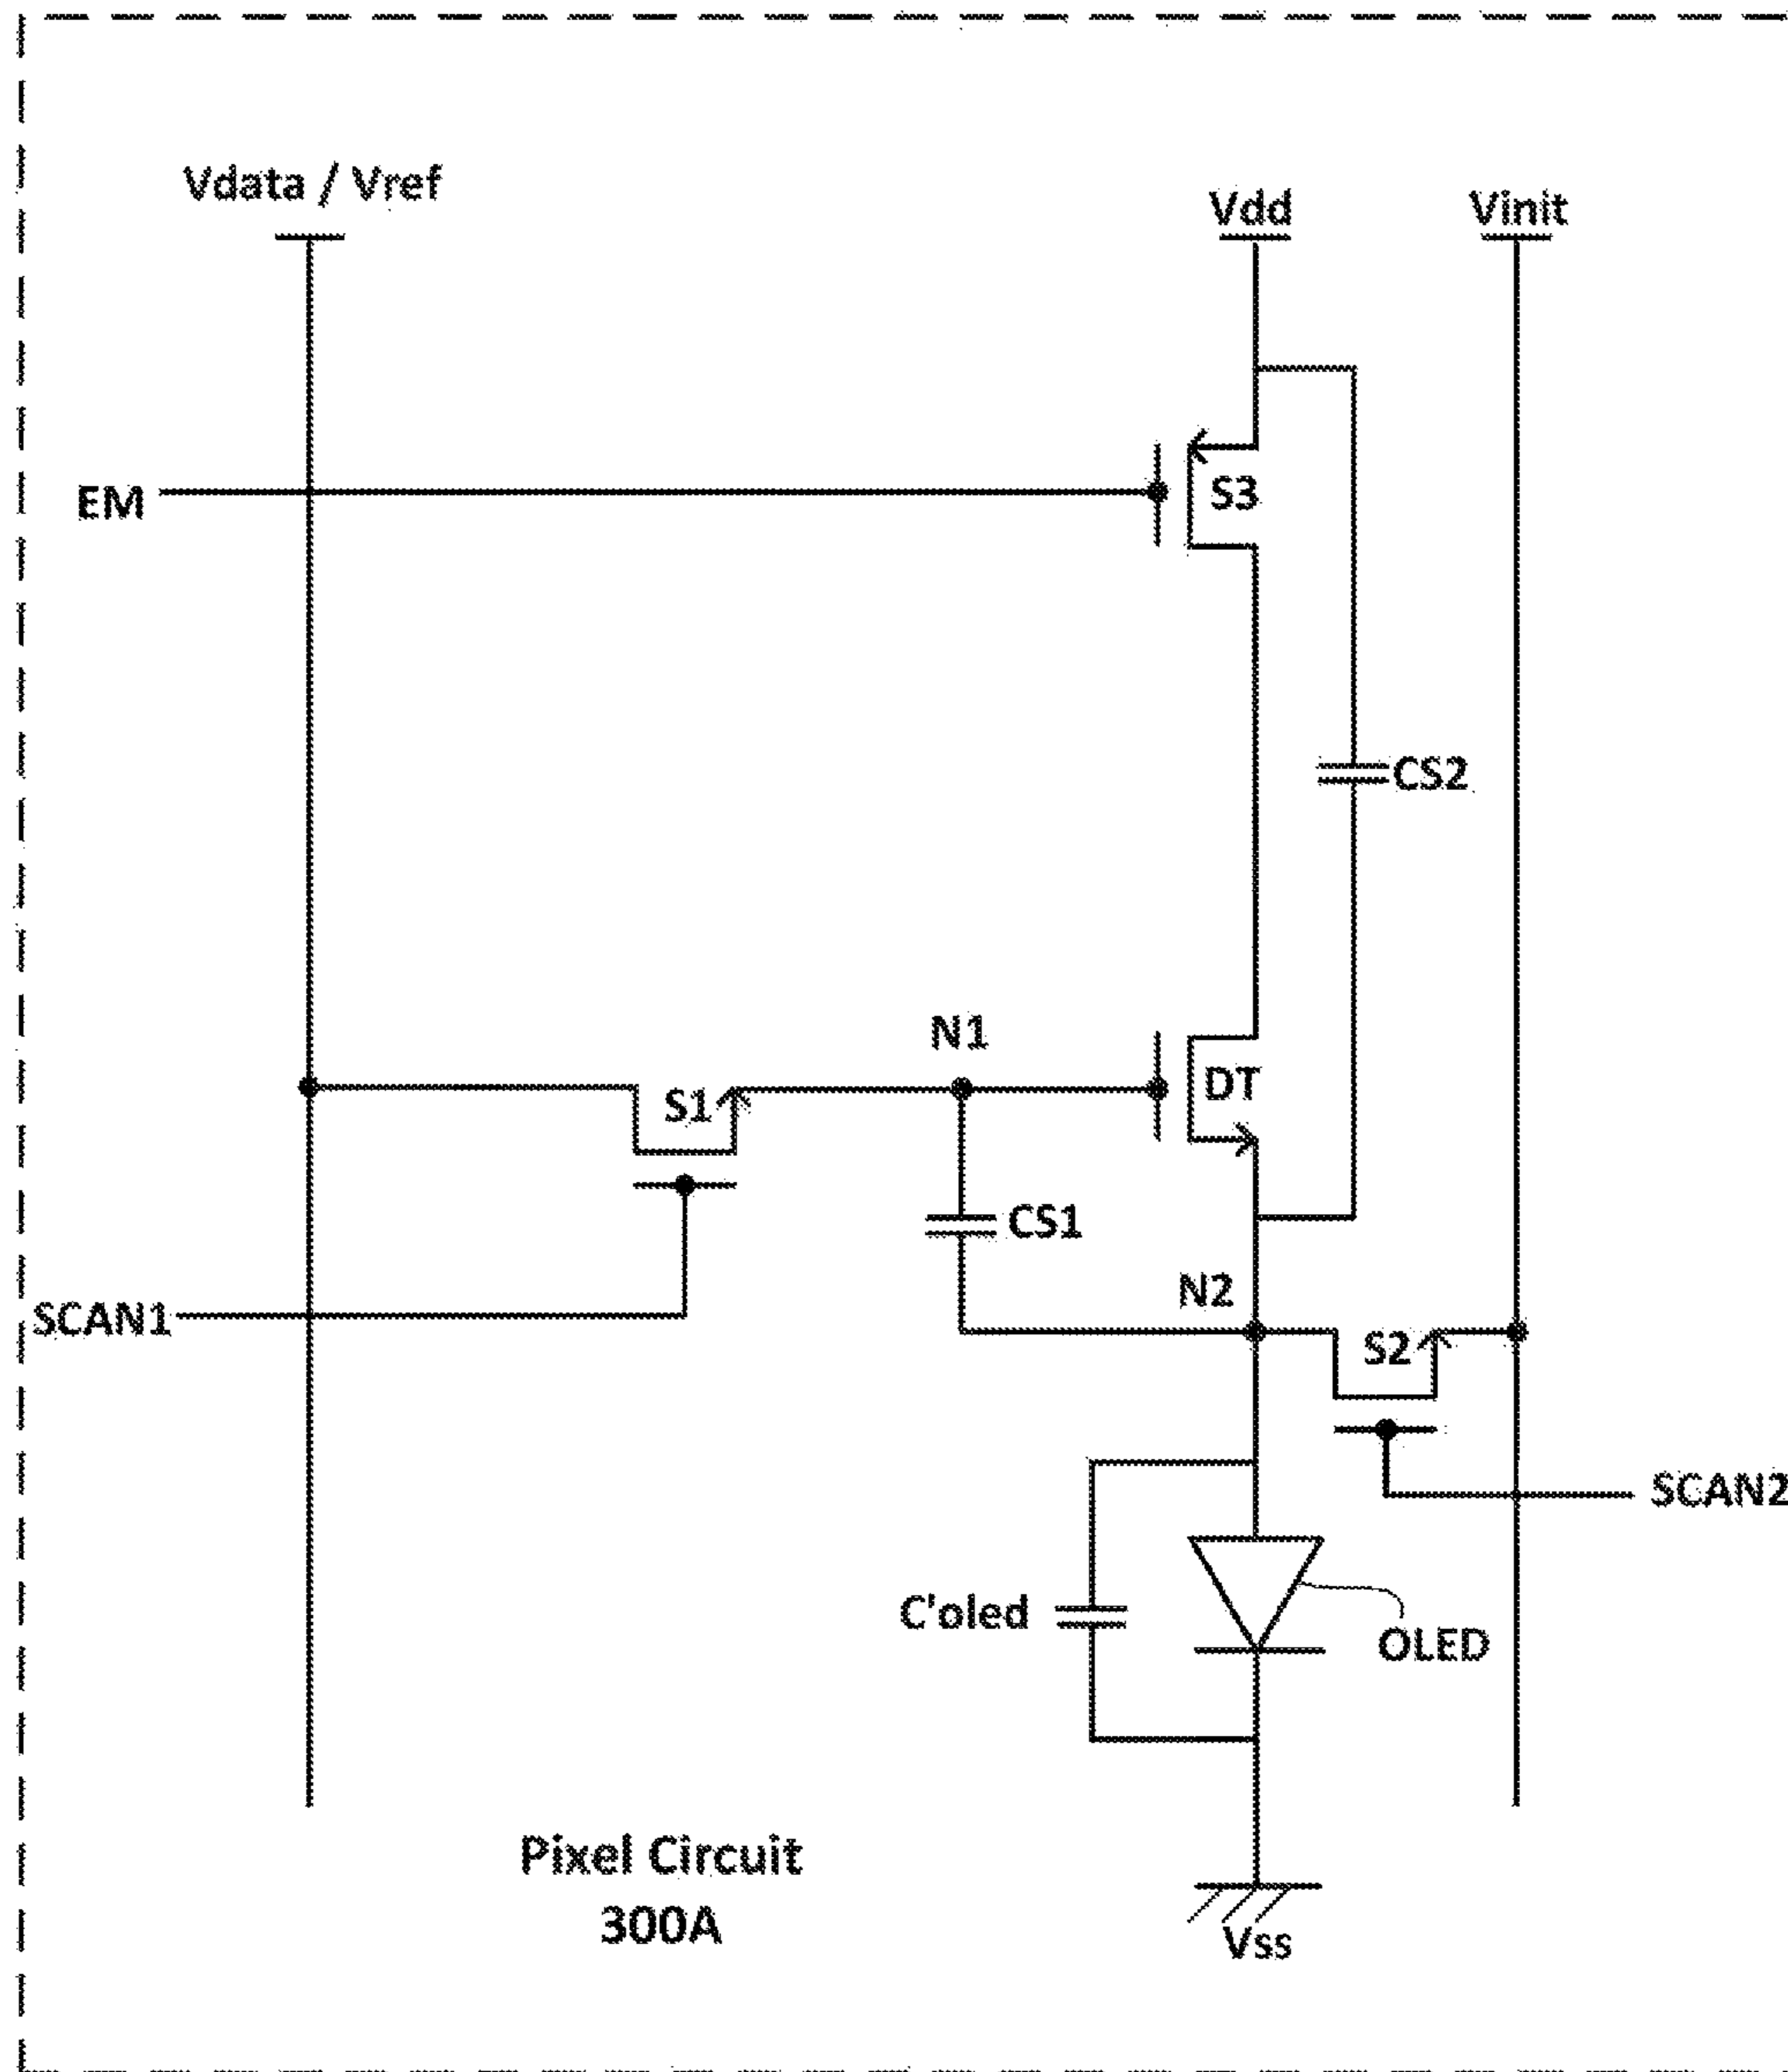 Vdata / Vref
Vdd
Vinit
EM
S3
CS2
N1
S1
DT
CS1
N2
SCAN1
S2
SCAN2
C'oled
OLED
Pixel Circuit
300A
Vss